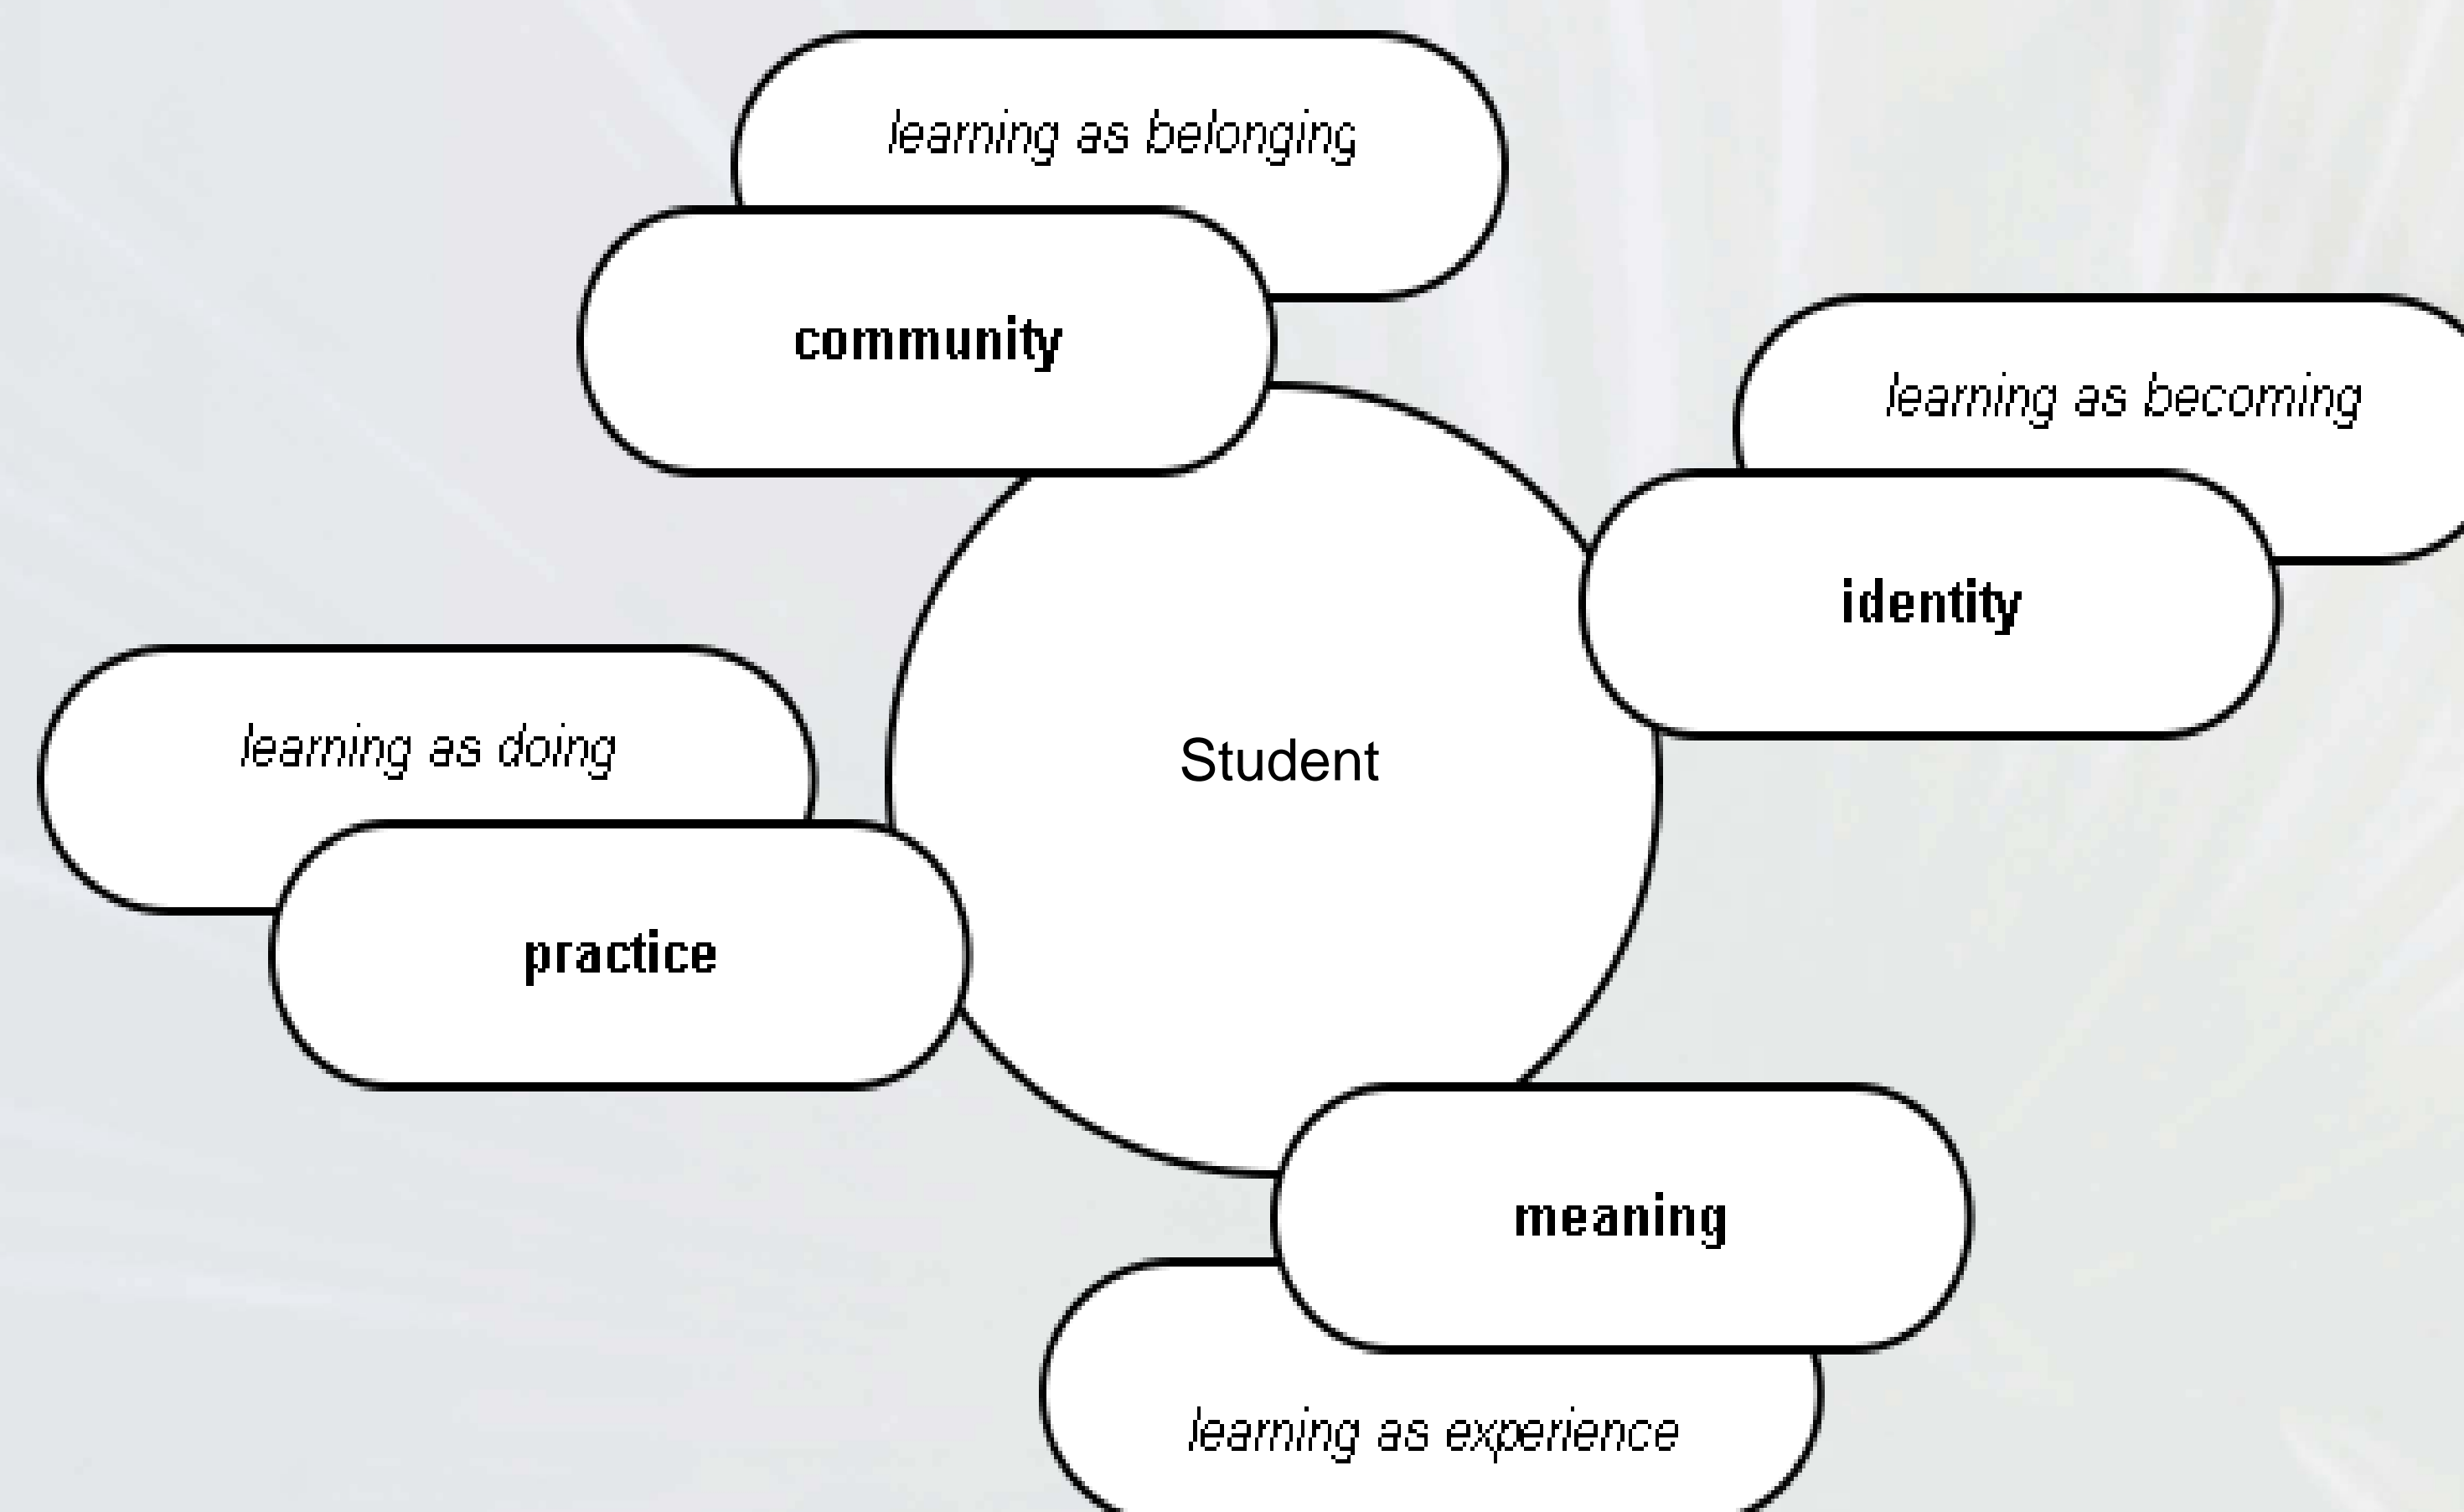 learning as belonging
community
learning as becoming
identity
learning as doing
Student
practice
meaning
learning as experience